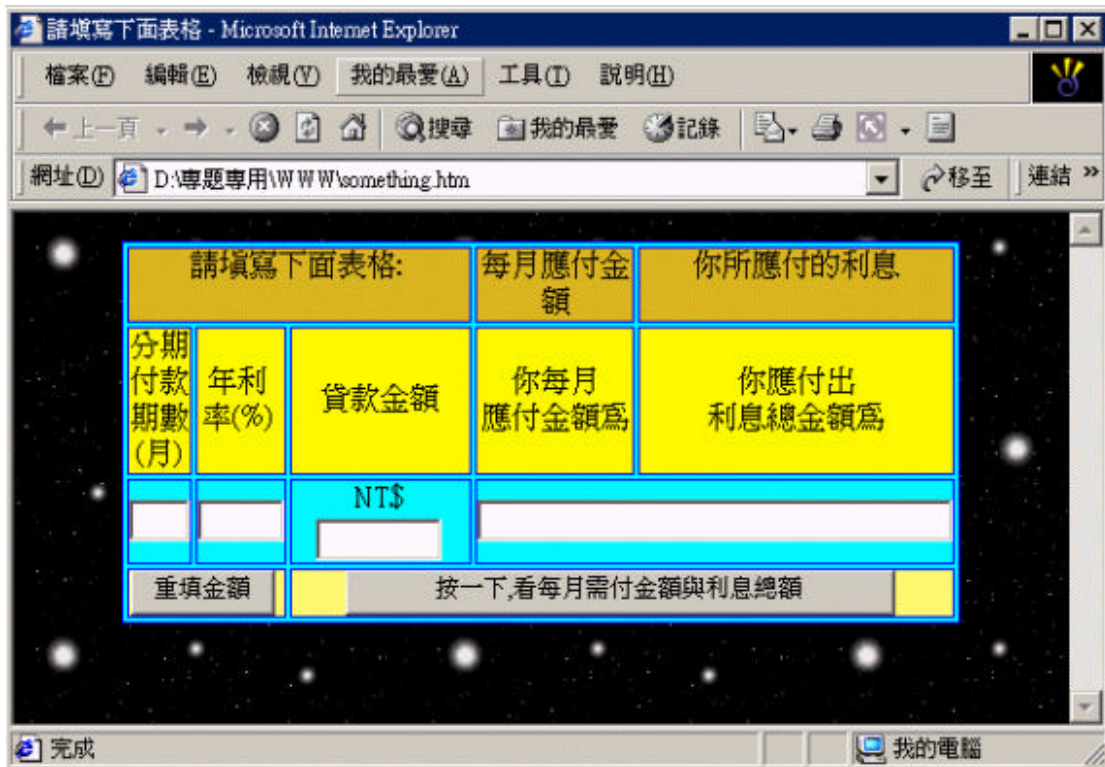 請填寫下面表格 - Microsoft Internet Explorer
檔案(F) 編輯(E) 檢視(V) 我的最愛(A) 工具(T) 說明(H)
上一頁 搜尋 我的最愛 記錄
網址(D) D:\專題專用\WWW\something.htm 移至 連結 »
請填寫下面表格: 每月應付金 你所應付的利息
額
分期
付款 年利 你每月 你應付出
貸款金額
期數 率(%) 應付金額為 利息總金額為
(月)
NT$
重填金額 按一下,看每月需付金額與利息總額
完成 我的電腦